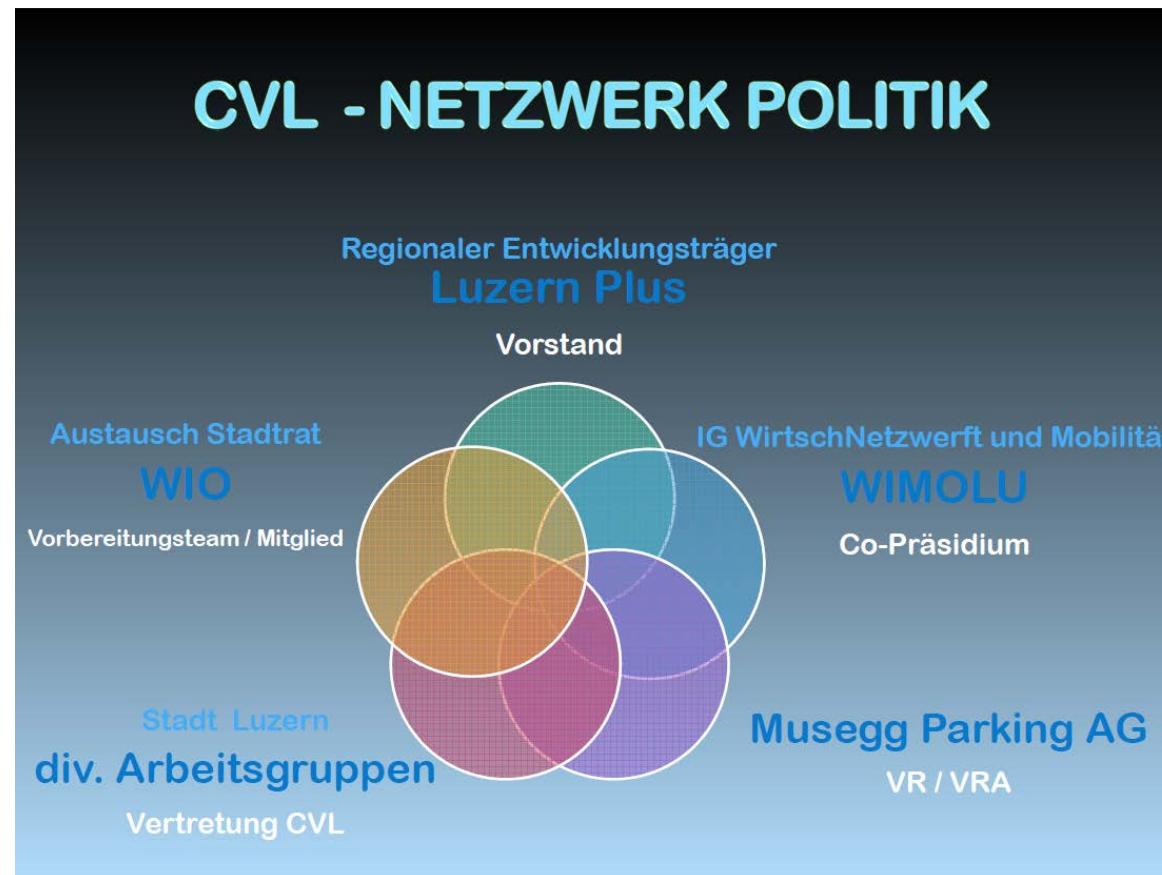 CVL - NETZWERK POLITIK
Regionaler Entwicklungsträger
Luzern Plus
Vorstand
Austausch Stadtrat
WIO
Vorbereitungsteam / Mitglied
IG WirtschNetzwerft und Mobilitä
WIMOLU
Co-Präsidium
Stadt Luzern
div. Arbeitsgruppen
Vertretung CVL
Musegg Parking AG
VR / VRA